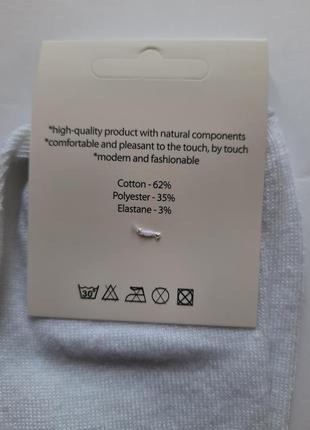 *high-quality product with natural components
*comfortable and pleasant to the touch, by touch
*modern and fashionable
Cotton - 62%
Polyester - 35%
Elastane - 3%
30°